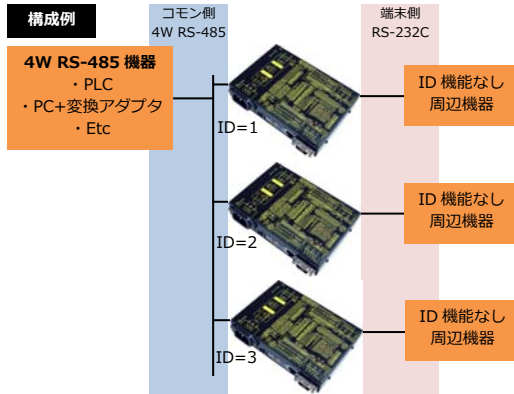 構成例
コモン側
4W RS-485
端末側
RS-232C
4W RS-485 機器
・PLC
・PC+変換アダプタ
・Etc
ID=1
ID 機能なし
周辺機器
ID=2
ID 機能なし
周辺機器
ID=3
ID 機能なし
周辺機器